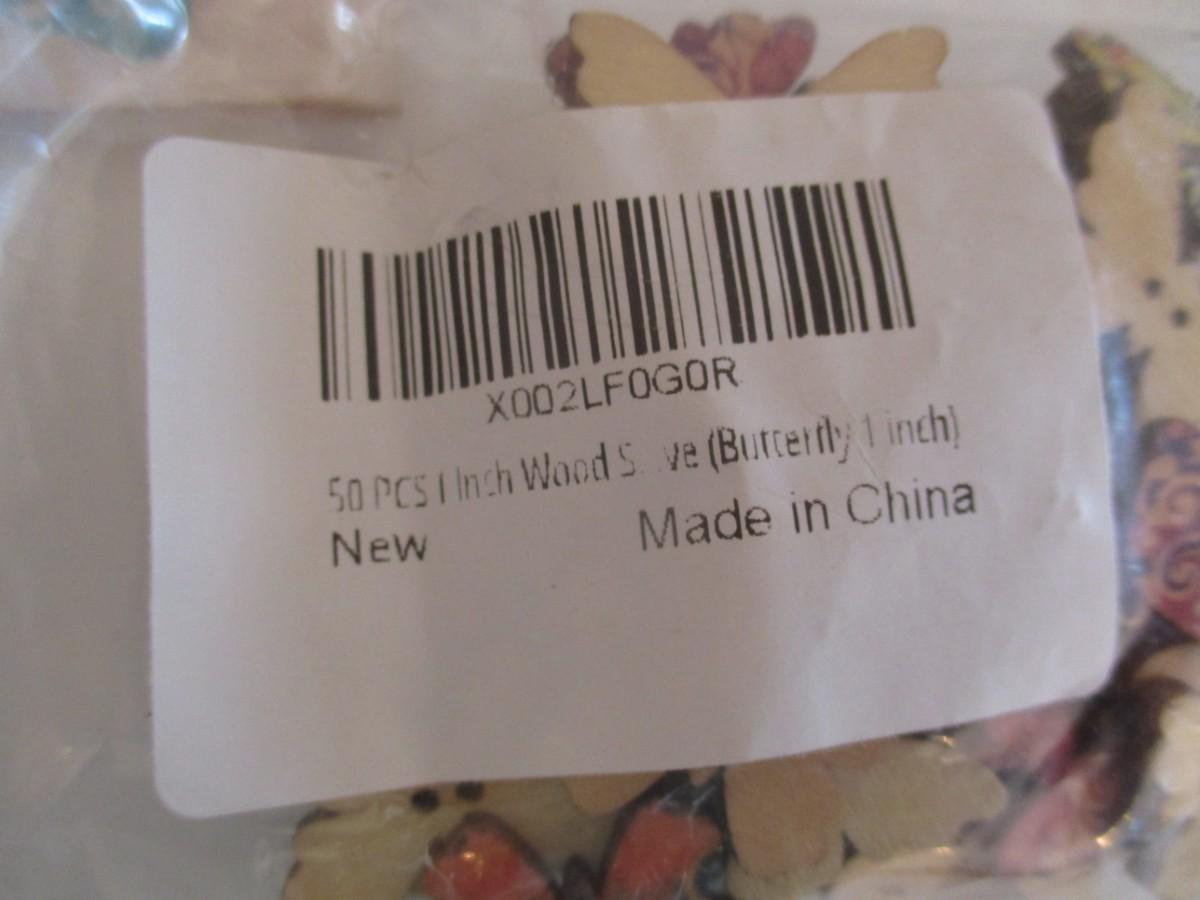 X002LF0G0R
50 PCS 1 Inch Wood (Butterfly 1 inch)
New Made in China